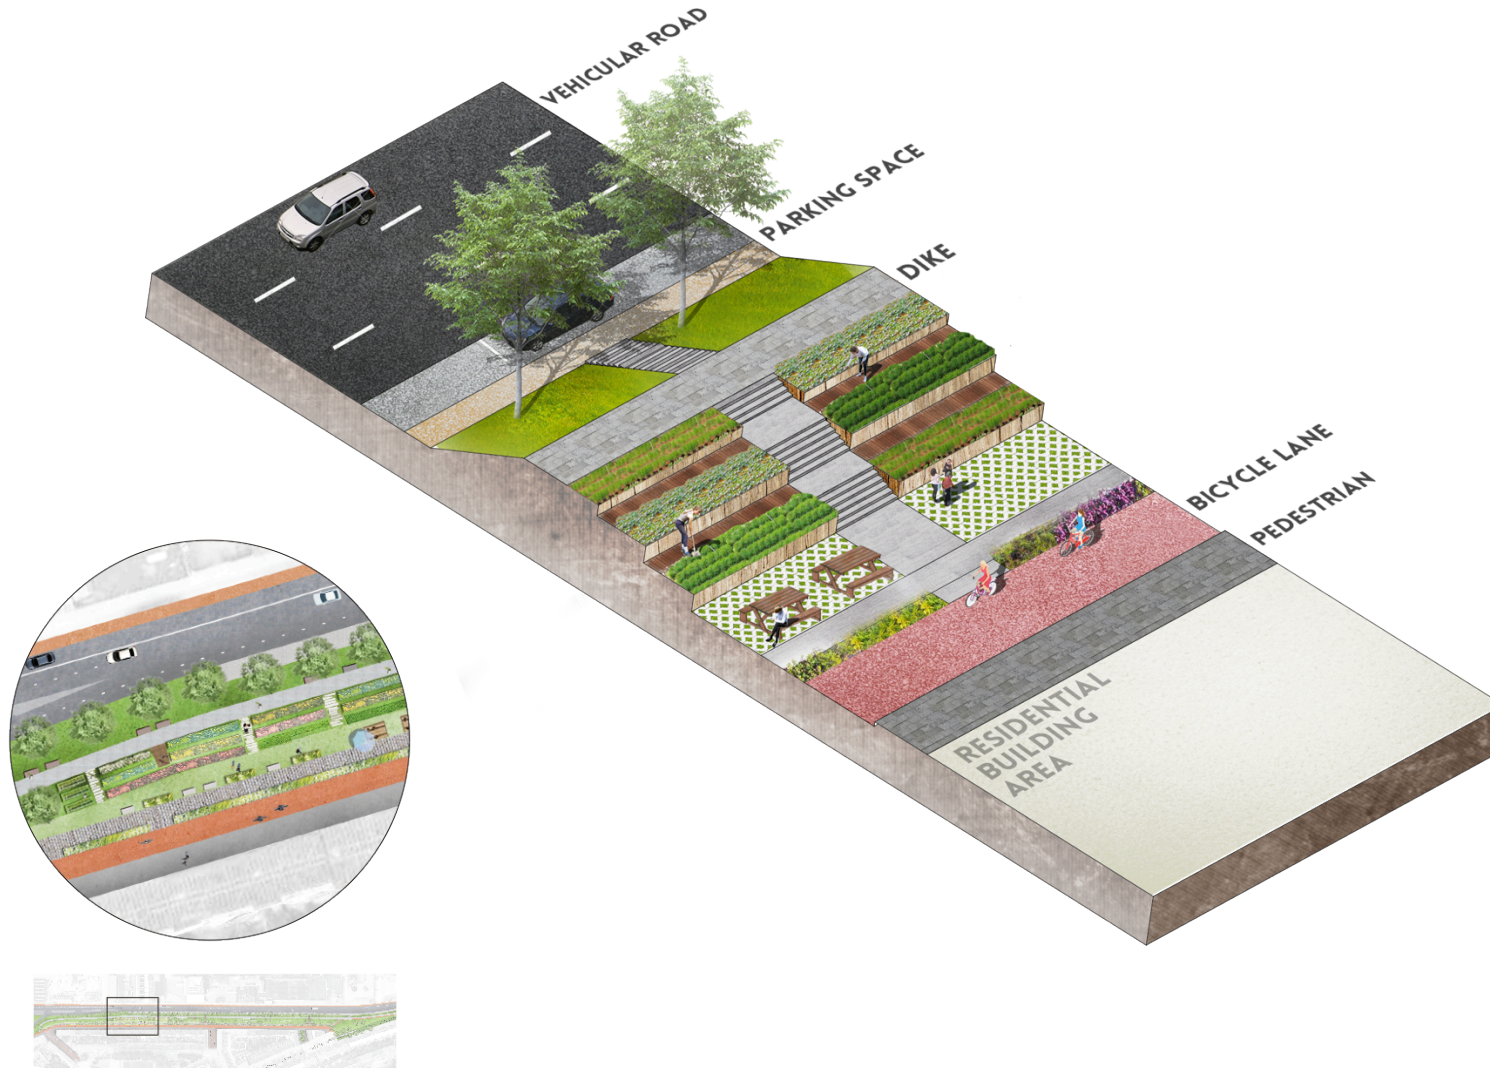 VEHICULAR ROAD
PARKING SPACE
DIKE
BICYCLE LANE
PEDESTRIAN
RESIDENTIAL
BUILDING
AREA